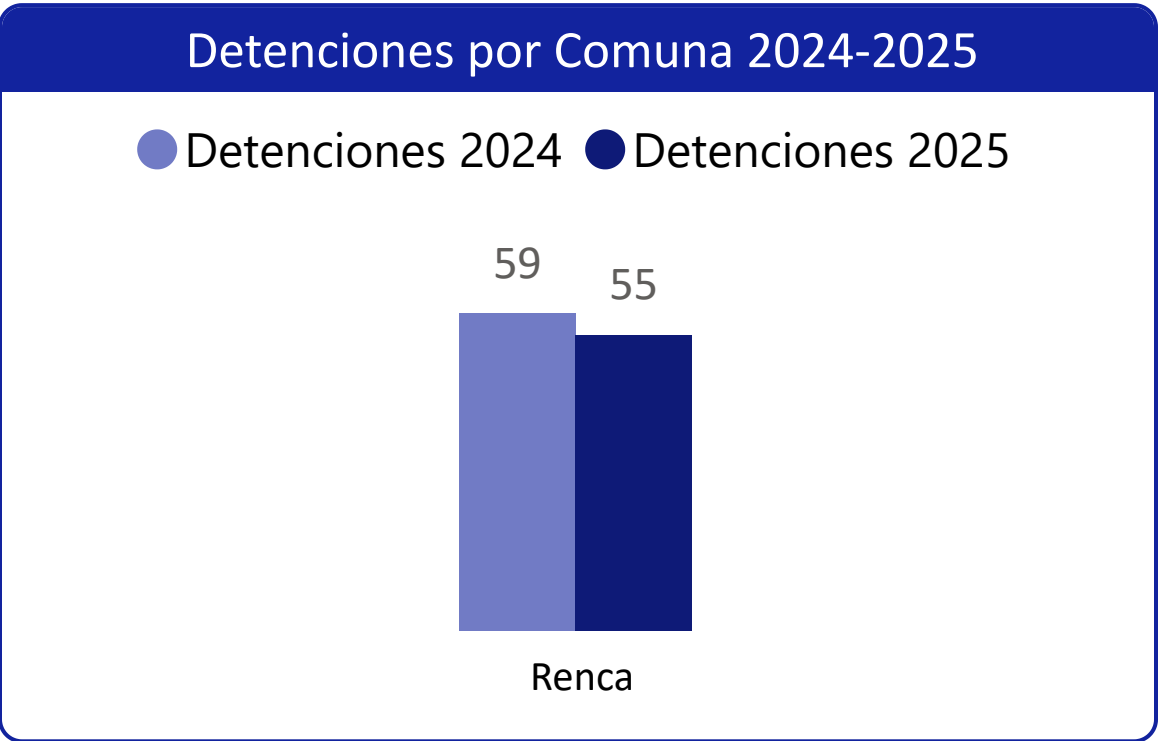 Detenciones por Comuna 2024-2025
Detenciones 2024 Detenciones 2025
59
55
Renca